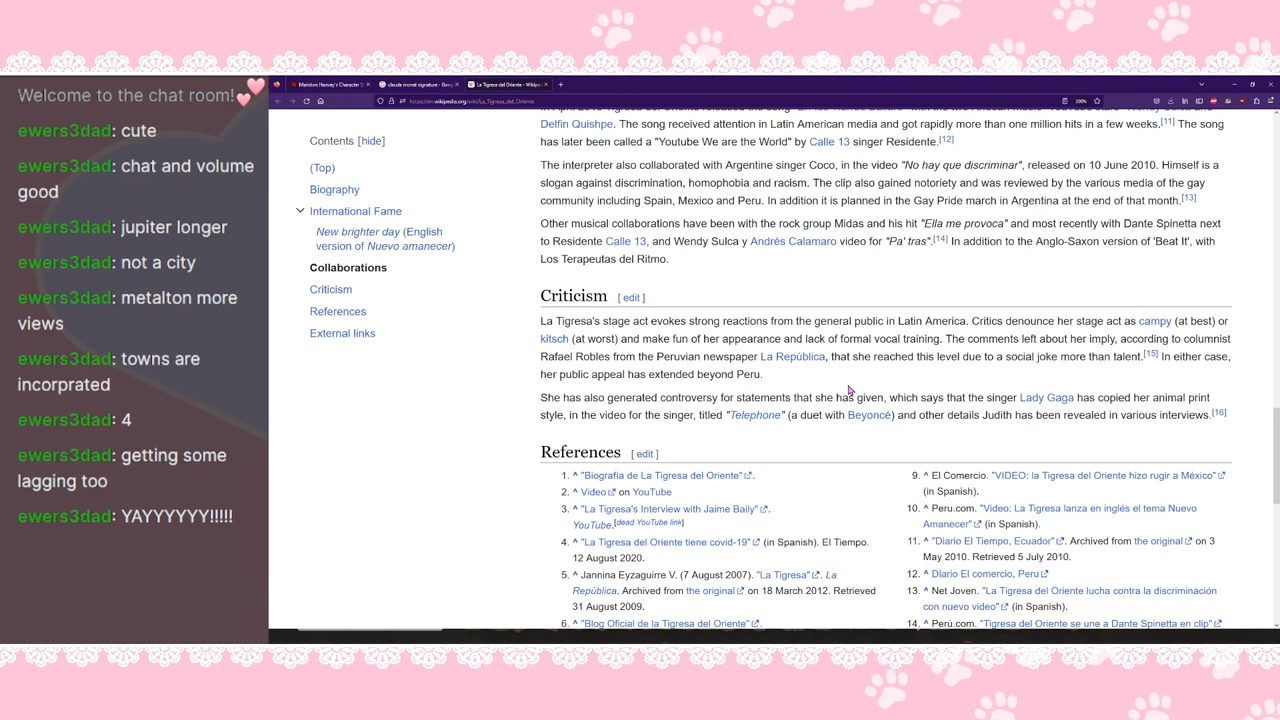 Welcome to the chat room!
ewers3dad: cute
ewers3dad: chat and volume
good
ewers3dad: jupiter longer
ewers3dad: not a city
ewers3dad: metalton more
views
ewers3dad: towns are
incorprated
ewers3dad: 4
ewers3dad: getting some
lagging too
ewers3dad: YAYYYYYY!!!!!
Meriston Harvey's Character S
claude monet signature - Goo
La Tigresa del Oriente - Wikip
https://en.wikipedia.org/wiki/La_Tigresa_del_Oriente
200%
Contents [hide]
(Top)
Biography
International Fame
New brighter day (English
version of Nuevo amanecer)
Collaborations
Criticism
References
External links
Delfin Quishpe. The song received attention in Latin American media and got rapidly more than one million hits in a few weeks.[11] The song
has later been called a "Youtube We are the World" by Calle 13 singer Residente.[12]
The interpreter also collaborated with Argentine singer Coco, in the video "No hay que discriminar", released on 10 June 2010. Himself is a
slogan against discrimination, homophobia and racism. The clip also gained notoriety and was reviewed by the various media of the gay
community including Spain, Mexico and Peru. In addition it is planned in the Gay Pride march in Argentina at the end of that month.[13]
Other musical collaborations have been with the rock group Midas and his hit "Ella me provoca" and most recently with Dante Spinetta next
to Residente Calle 13, and Wendy Sulca y Andrés Calamaro video for "Pa' tras".[14] In addition to the Anglo-Saxon version of 'Beat It', with
Los Terapeutas del Ritmo.
Criticism [ edit ]
La Tigresa's stage act evokes strong reactions from the general public in Latin America. Critics denounce her stage act as campy (at best) or
kitsch (at worst) and make fun of her appearance and lack of formal vocal training. The comments left about her imply, according to columnist
Rafael Robles from the Peruvian newspaper La República, that she reached this level due to a social joke more than talent.[15] In either case,
her public appeal has extended beyond Peru.
She has also generated controversy for statements that she has given, which says that the singer Lady Gaga has copied her animal print
style, in the video for the singer, titled "Telephone" (a duet with Beyoncé) and other details Judith has been revealed in various interviews.[16]
References [ edit ]
1. ^ "Biografia de La Tigresa del Oriente".
2. ^ Video on YouTube
3. ^ "La Tigresa's Interview with Jaime Baily".
YouTube.[dead YouTube link]
4. ^ "La Tigresa del Oriente tiene covid-19" (in Spanish). El Tiempo.
12 August 2020.
5. ^ Jannina Eyzaguirre V. (7 August 2007). "La Tigresa". La
República. Archived from the original on 18 March 2012. Retrieved
31 August 2009.
6. ^ "Blog Oficial de la Tigresa del Oriente".
9. ^ El Comercio. "VIDEO: la Tigresa del Oriente hizo rugir a México"
(in Spanish).
10. ^ Peru.com. "Video: La Tigresa lanza en inglés el tema Nuevo
Amanecer" (in Spanish).
11. ^ "Diario El Tiempo, Ecuador". Archived from the original on 3
May 2010. Retrieved 5 July 2010.
12. ^ Diario El comercio, Peru
13. ^ Net Joven. "La Tigresa del Oriente lucha contra la discriminación
con nuevo video" (in Spanish).
14. ^ Perú.com. "Tigresa del Oriente se une a Dante Spinetta en clip"